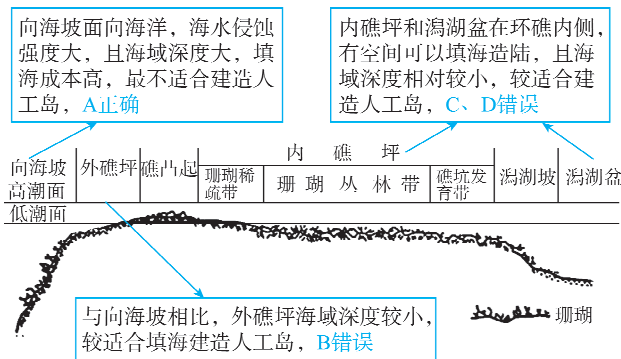 向海坡面向海洋，海水侵蚀
强度大，且海域深度大，填
海成本高，最不适合建造人
工岛，A正确
内礁坪和潟湖盆在环礁内侧，
有空间可以填海造陆，且海
域深度相对较小，较适合建
造人工岛，C、D错误
内礁坪
向海坡
外礁坪
礁凸起
珊瑚稀
疏带
珊瑚丛林带
礁坑发
育带
潟湖坡
潟湖盆
高潮面
低潮面
与向海坡相比，外礁坪海域深度较小，
较适合填海建造人工岛，B错误
珊瑚